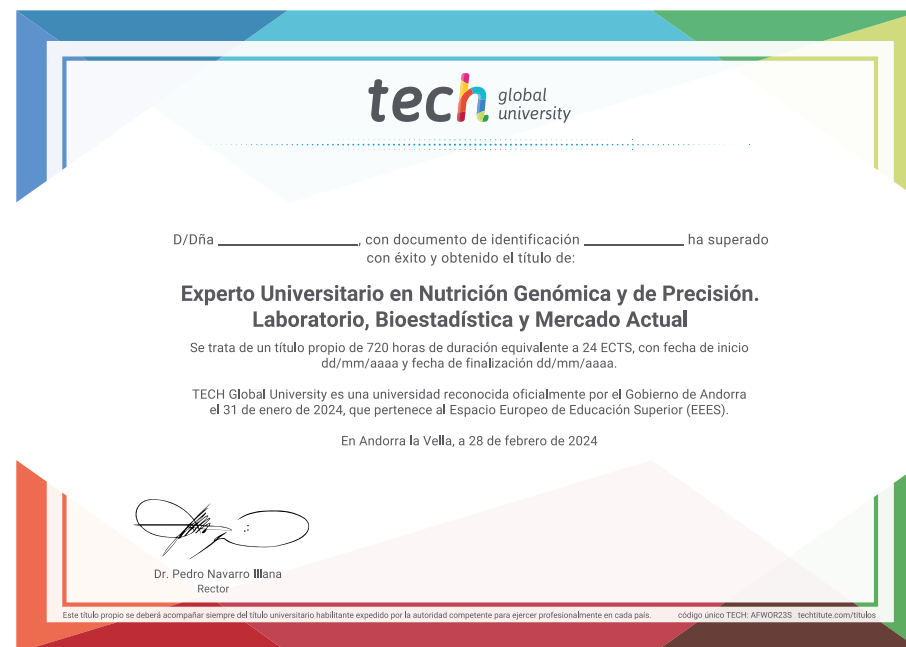 tech global university
D/Dña ____________________, con documento de identificación ______________ ha superado
con éxito y obtenido el título de:
Experto Universitario en Nutrición Genómica y de Precisión.
Laboratorio, Bioestadística y Mercado Actual
Se trata de un título propio de 720 horas de duración equivalente a 24 ECTS, con fecha de inicio
dd/mm/aaaa y fecha de finalización dd/mm/aaaa.
TECH Global University es una universidad reconocida oficialmente por el Gobierno de Andorra
el 31 de enero de 2024, que pertenece al Espacio Europeo de Educación Superior (EEES).
En Andorra la Vella, a 28 de febrero de 2024
Dr. Pedro Navarro Illana
Rector
Este título propio se deberá acompañar siempre del título universitario habilitante expedido por la autoridad competente para ejercer profesionalmente en cada país. código único TECH: AFWOR23S techtitute.com/titulos